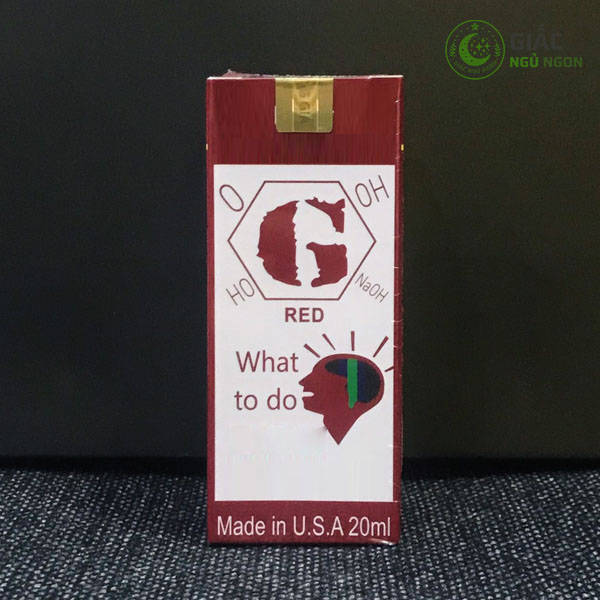 GIẤC
NGỦ NGON
O
OH
G
HO
NaOH
RED
What
to do
Made in U.S.A 20ml